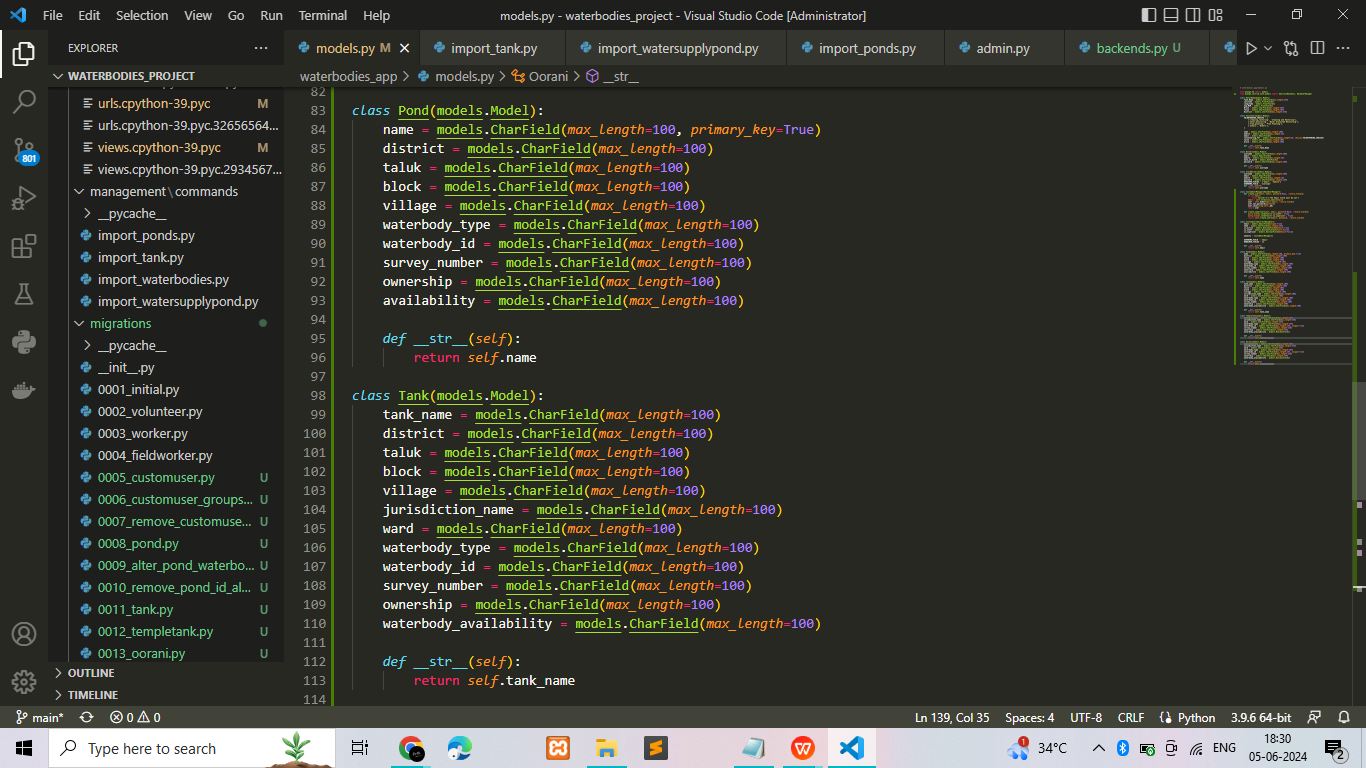 File Edit Selection View Go Run Terminal Help models.py - waterbodies_project - Visual Studio Code [Administrator]
EXPLORER ···
models.py M
import_tank.py
import_watersupplypond.py
import_ponds.py
admin.py
backends.py U
WATERBODIES_PROJECT
waterbodies_app > models.py > Oorani > __str__
urls.cpython-39.pyc M
urls.cpython-39.pyc.32656564...
views.cpython-39.pyc M
views.cpython-39.pyc.2934567...
management\commands
__pycache__
import_ponds.py
import_tank.py
import_waterbodies.py
import_watersupplypond.py
migrations
__pycache__
__init__.py
0001_initial.py
0002_volunteer.py
0003_worker.py
0004_fieldworker.py
0005_customuser.py U
0006_customuser_groups... U
0007_remove_customuse... U
0008_pond.py U
0009_alter_pond_waterbo... U
0010_remove_pond_id_al... U
0011_tank.py U
0012_templetank.py U
0013_oorani.py U
OUTLINE
TIMELINE
801
82
83 class Pond(models.Model):
84 name = models.CharField(max_length=100, primary_key=True)
85 district = models.CharField(max_length=100)
86 taluk = models.CharField(max_length=100)
87 block = models.CharField(max_length=100)
88 village = models.CharField(max_length=100)
89 waterbody_type = models.CharField(max_length=100)
90 waterbody_id = models.CharField(max_length=100)
91 survey_number = models.CharField(max_length=100)
92 ownership = models.CharField(max_length=100)
93 availability = models.CharField(max_length=100)
94
95 def __str__(self):
96 return self.name
97
98 class Tank(models.Model):
99 tank_name = models.CharField(max_length=100)
100 district = models.CharField(max_length=100)
101 taluk = models.CharField(max_length=100)
102 block = models.CharField(max_length=100)
103 village = models.CharField(max_length=100)
104 jurisdiction_name = models.CharField(max_length=100)
105 ward = models.CharField(max_length=100)
106 waterbody_type = models.CharField(max_length=100)
107 waterbody_id = models.CharField(max_length=100)
108 survey_number = models.CharField(max_length=100)
109 ownership = models.CharField(max_length=100)
110 waterbody_availability = models.CharField(max_length=100)
111
112 def __str__(self):
113 return self.tank_name
114
main* 0 0 Ln 139, Col 35 Spaces: 4 UTF-8 CRLF Python 3.9.6 64-bit
Type here to search
1 34°C ENG 18:30
05-06-2024 2